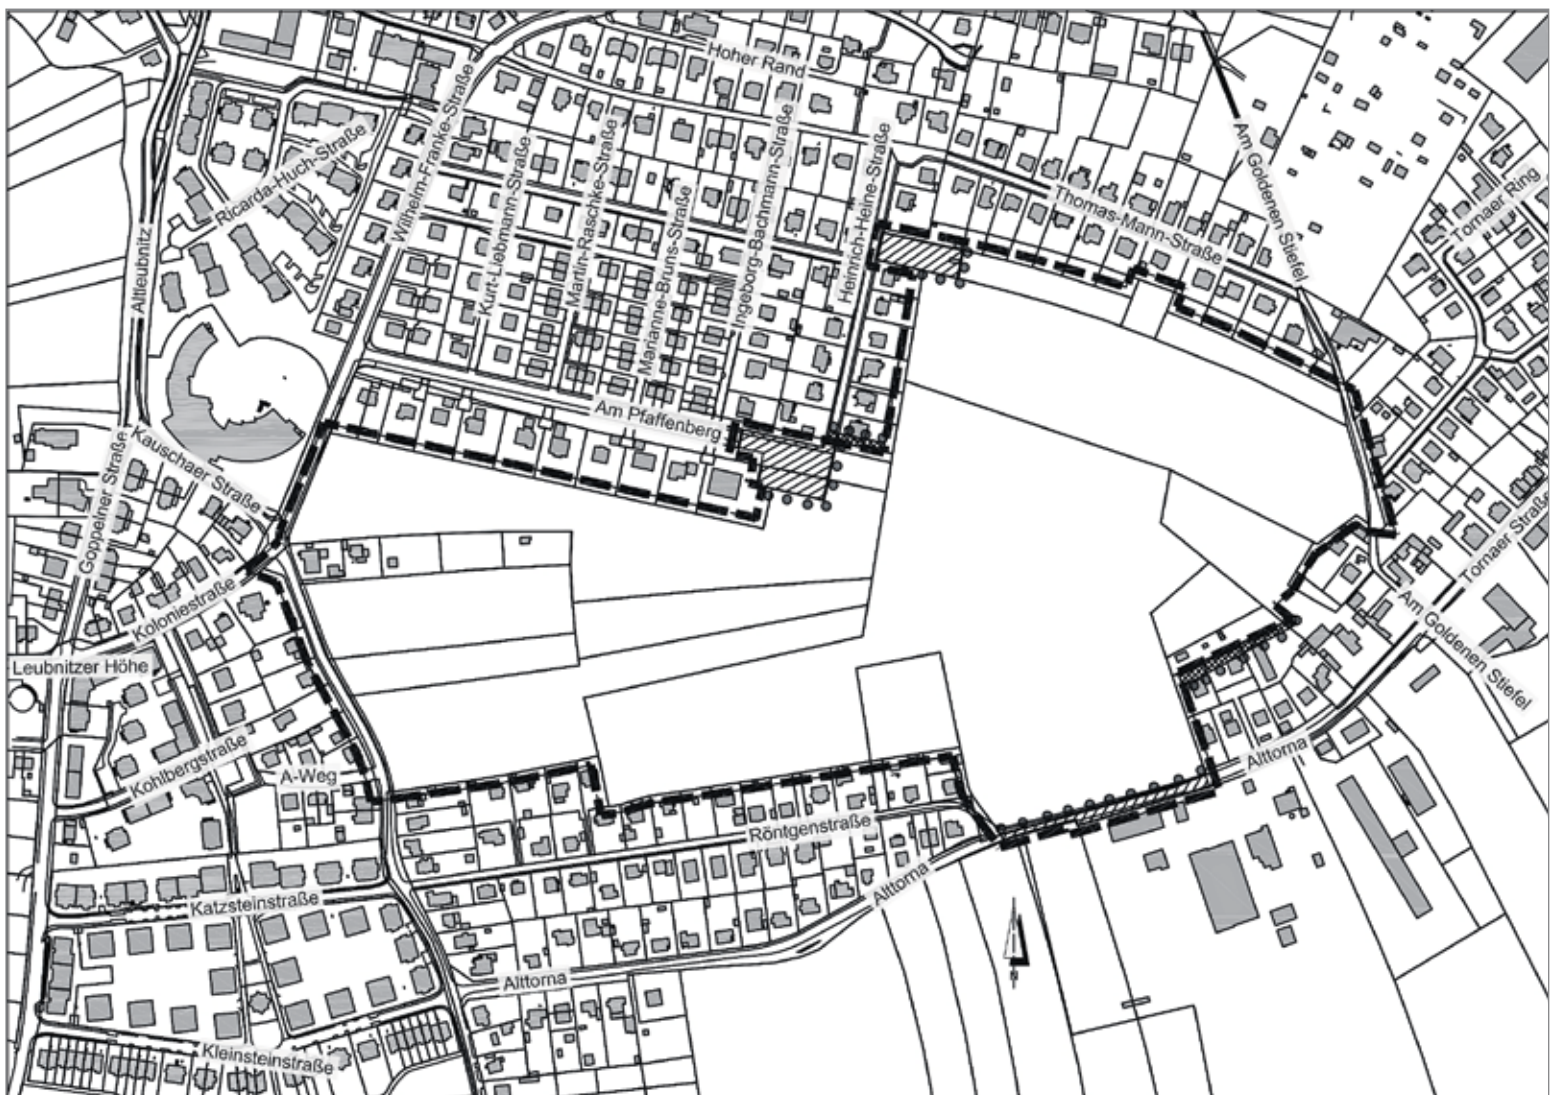 Hoher Rand
Wilhelm-Franke-Straße
Ricarda-Huch-Straße
Kurt-Liebmann-Straße
Martin-Raschke-Straße
Marianne-Bruns-Straße
Ingeborg-Bachmann-Straße
Heinrich-Heine-Straße
Thomas-Mann-Straße
Am Goldenen Stiefel
Tornaer Ring
Altleubnitz
Am Pfaffenberg
Kauschaer Straße
Goppelner Straße
Koloniestraße
Leubnitzer Höhe
Tornaer Straße
Am Goldenen Stiefel
Kohlbergstraße
A-Weg
Alttorna
Röntgenstraße
Alttorna
Katzsteinstraße
Alttorna
Kleinsteinstraße